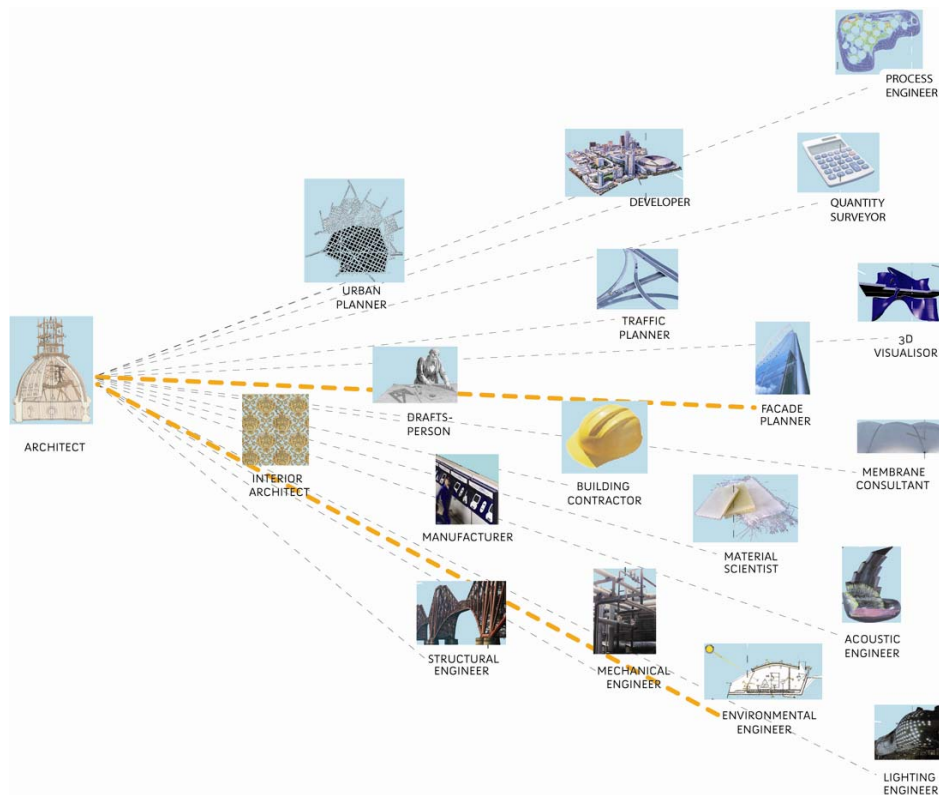 PROCESS
ENGINEER
DEVELOPER
QUANTITY
SURVEYOR
URBAN
PLANNER
TRAFFIC
PLANNER
3D
VISUALISOR
ARCHITECT
DRAFTS-
PERSON
FACADE
PLANNER
INTERIOR
ARCHITECT
BUILDING
CONTRACTOR
MEMBRANE
CONSULTANT
MANUFACTURER
MATERIAL
SCIENTIST
STRUCTURAL
ENGINEER
MECHANICAL
ENGINEER
ACOUSTIC
ENGINEER
ENVIRONMENTAL
ENGINEER
LIGHTING
ENGINEER